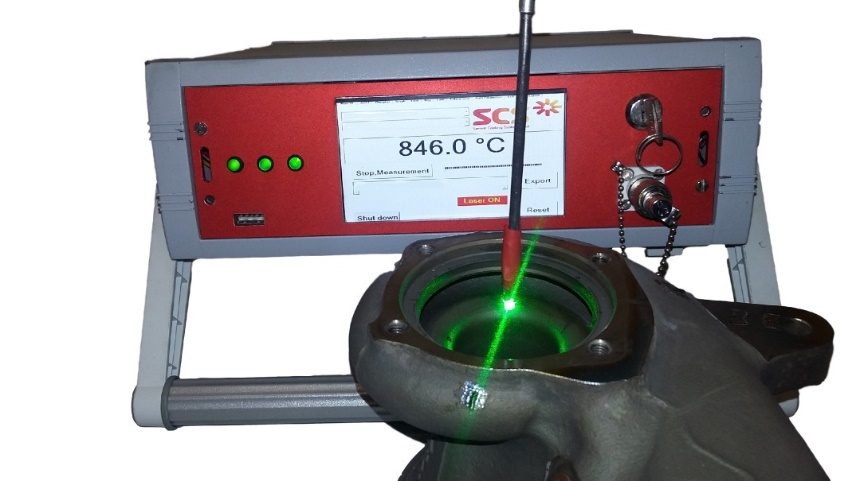 SCS
846.0 °C
Stop.Measurement
Export
Laser ON
Shut down
Reset